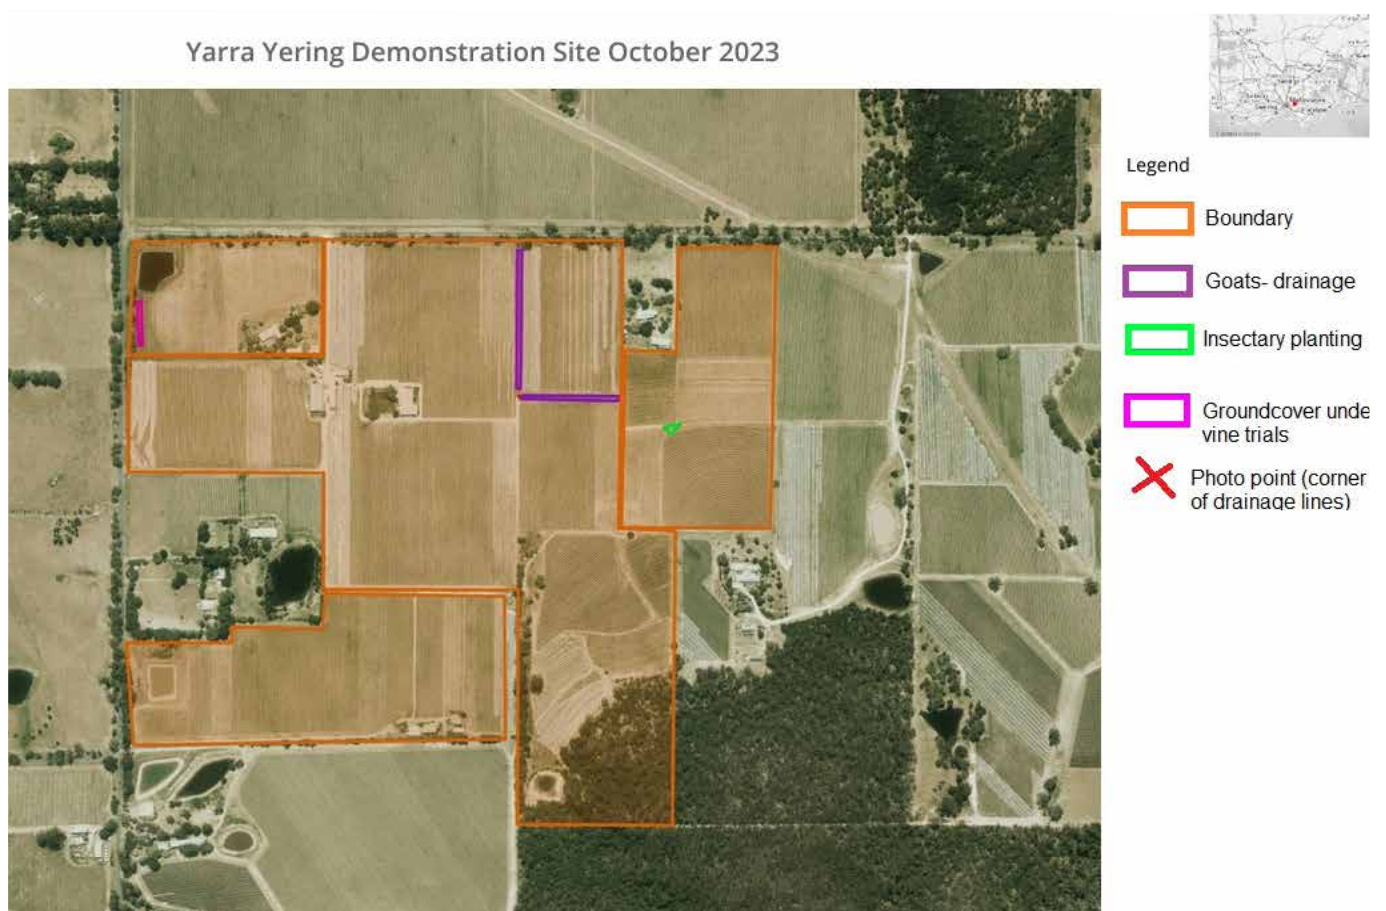 Yarra Yering Demonstration Site October 2023
Legend
Boundary
Goats- drainage
Insectary planting
Groundcover unde
vine trials
Photo point (corner
of drainage lines)